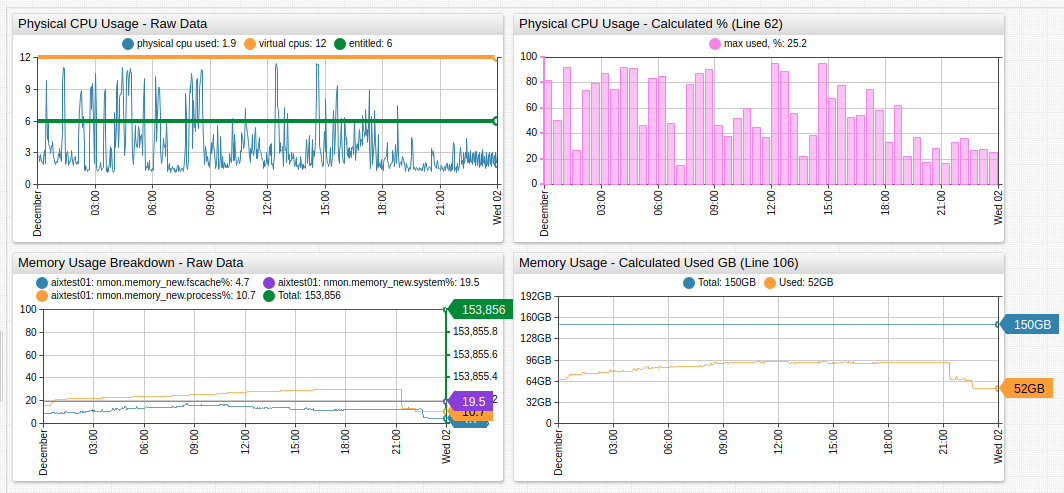 Physical CPU Usage - Raw Data
physical cpu used: 1.9 virtual cpus: 12 entitled: 6
12
9
6
3
0
December 03:00 06:00 09:00 12:00 15:00 18:00 21:00 Wed 02
Physical CPU Usage - Calculated % (Line 62)
max used, %: 25.2
100
80
60
40
20
0
December 03:00 06:00 09:00 12:00 15:00 18:00 21:00 Wed 02
Memory Usage Breakdown - Raw Data
aixtest01: nmon.memory_new.fscache%: 4.7 aixtest01: nmon.memory_new.system%: 19.5
aixtest01: nmon.memory_new.process%: 10.7 Total: 153,856
100 153,856
80 153,855.8
60 153,855.6
40 153,855.4
20 19.5
0
December 03:00 06:00 09:00 12:00 15:00 18:00 21:00 Wed 02
Memory Usage - Calculated Used GB (Line 106)
Total: 150GB Used: 52GB
192GB
160GB 150GB
128GB
96GB
64GB 52GB
32GB
0
December 03:00 06:00 09:00 12:00 15:00 18:00 21:00 Wed 02